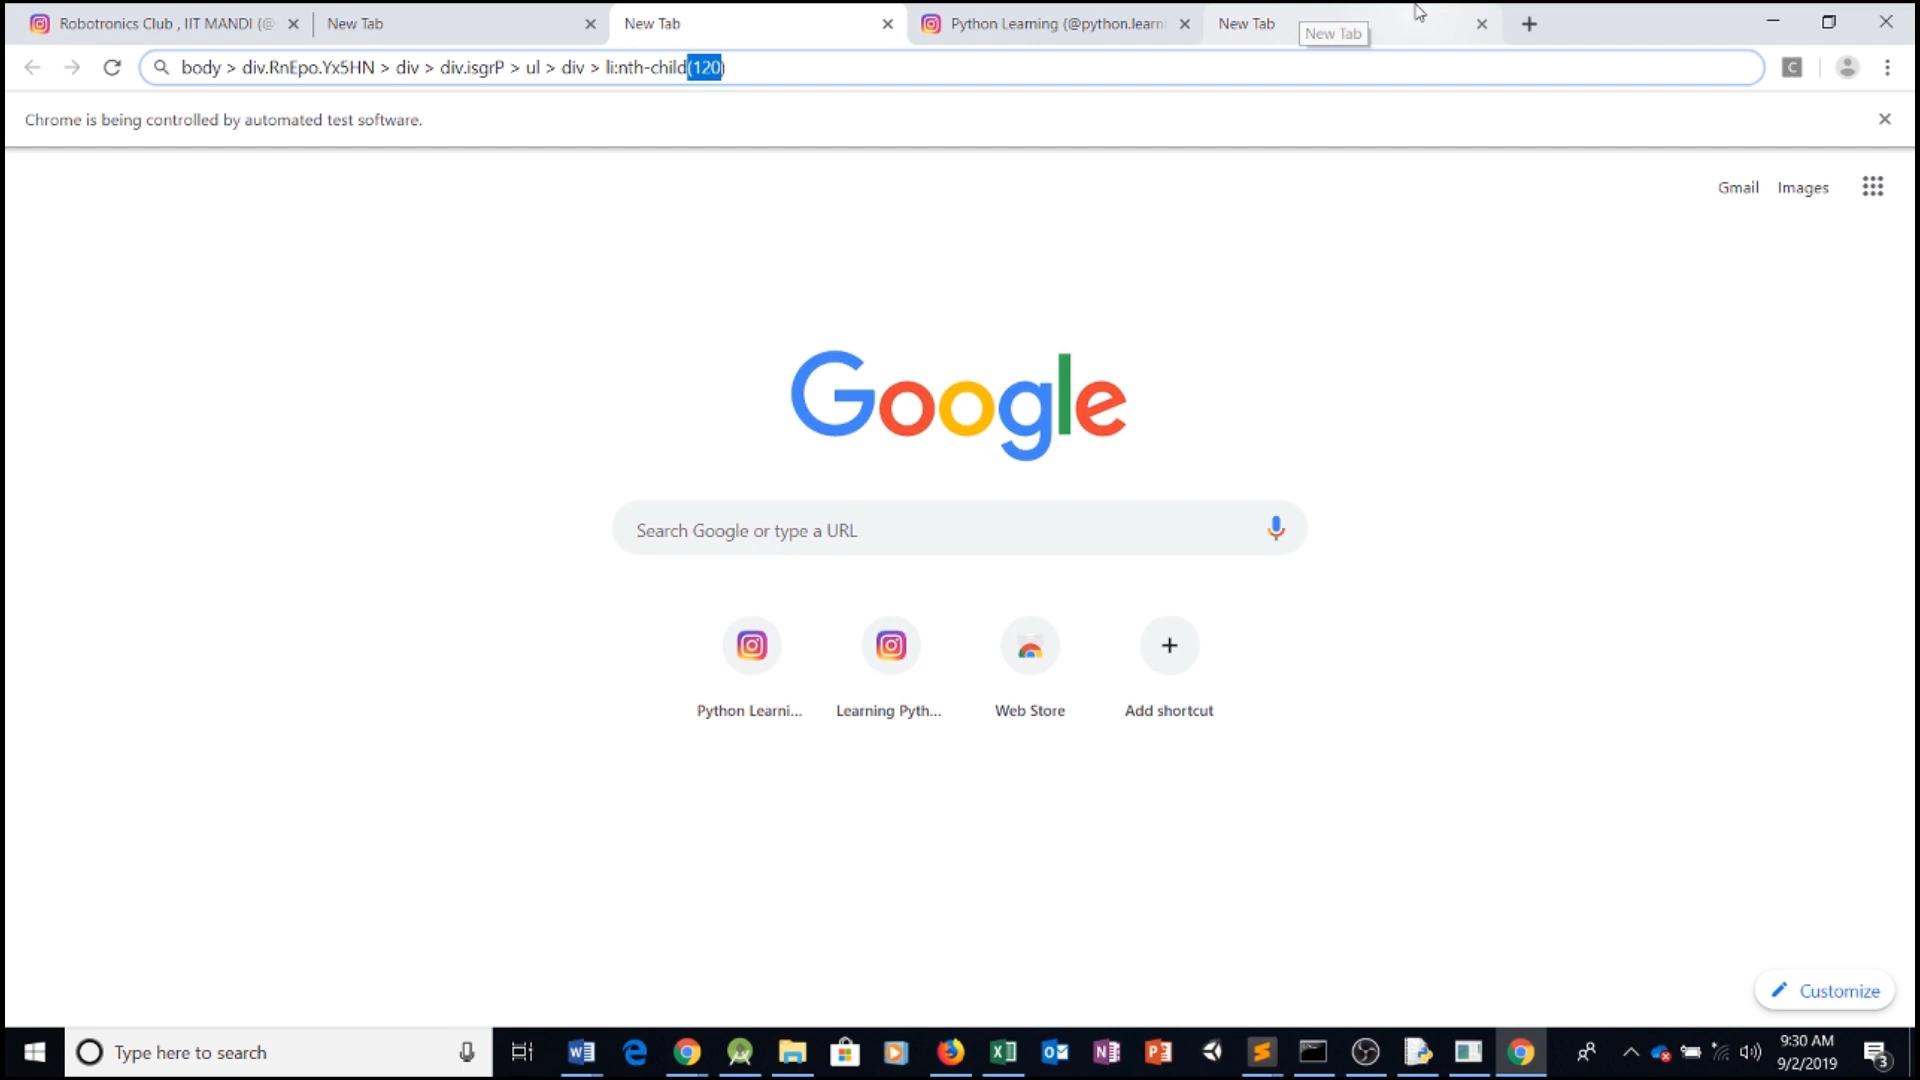 Robotronics Club , IIT MANDI (@
New Tab
New Tab
Python Learning (@python.learni
New Tab
New Tab
body > div.RnEpo.Yx5HN > div > div.isgrP > ul > div > li:nth-child(120)
C
Chrome is being controlled by automated test software.
Gmail
Images
Google
Search Google or type a URL
Python Learni...
Learning Pyth...
Web Store
Add shortcut
Customize
Type here to search
9:30 AM
9/2/2019
3